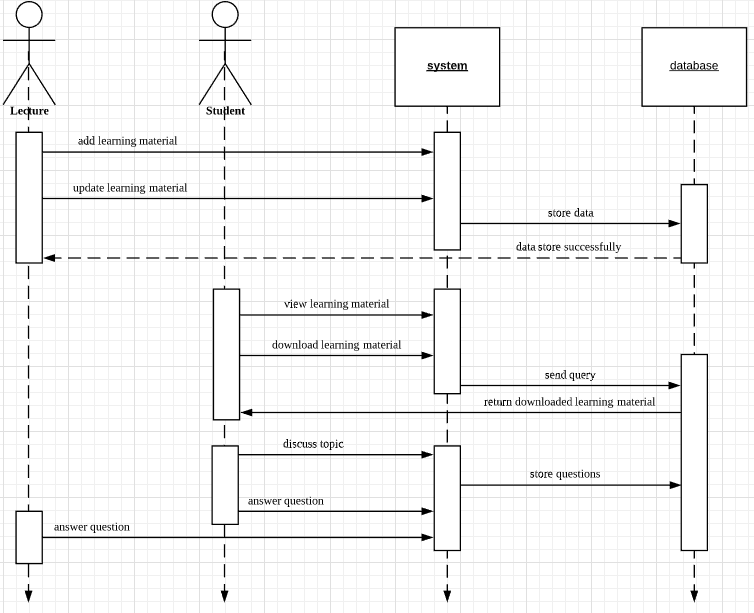 system
database
Lecture
Student
add learning material
update learning material
store data
data store successfully
view learning material
download learning material
send query
return downloaded learning material
discuss topic
store questions
answer question
answer question